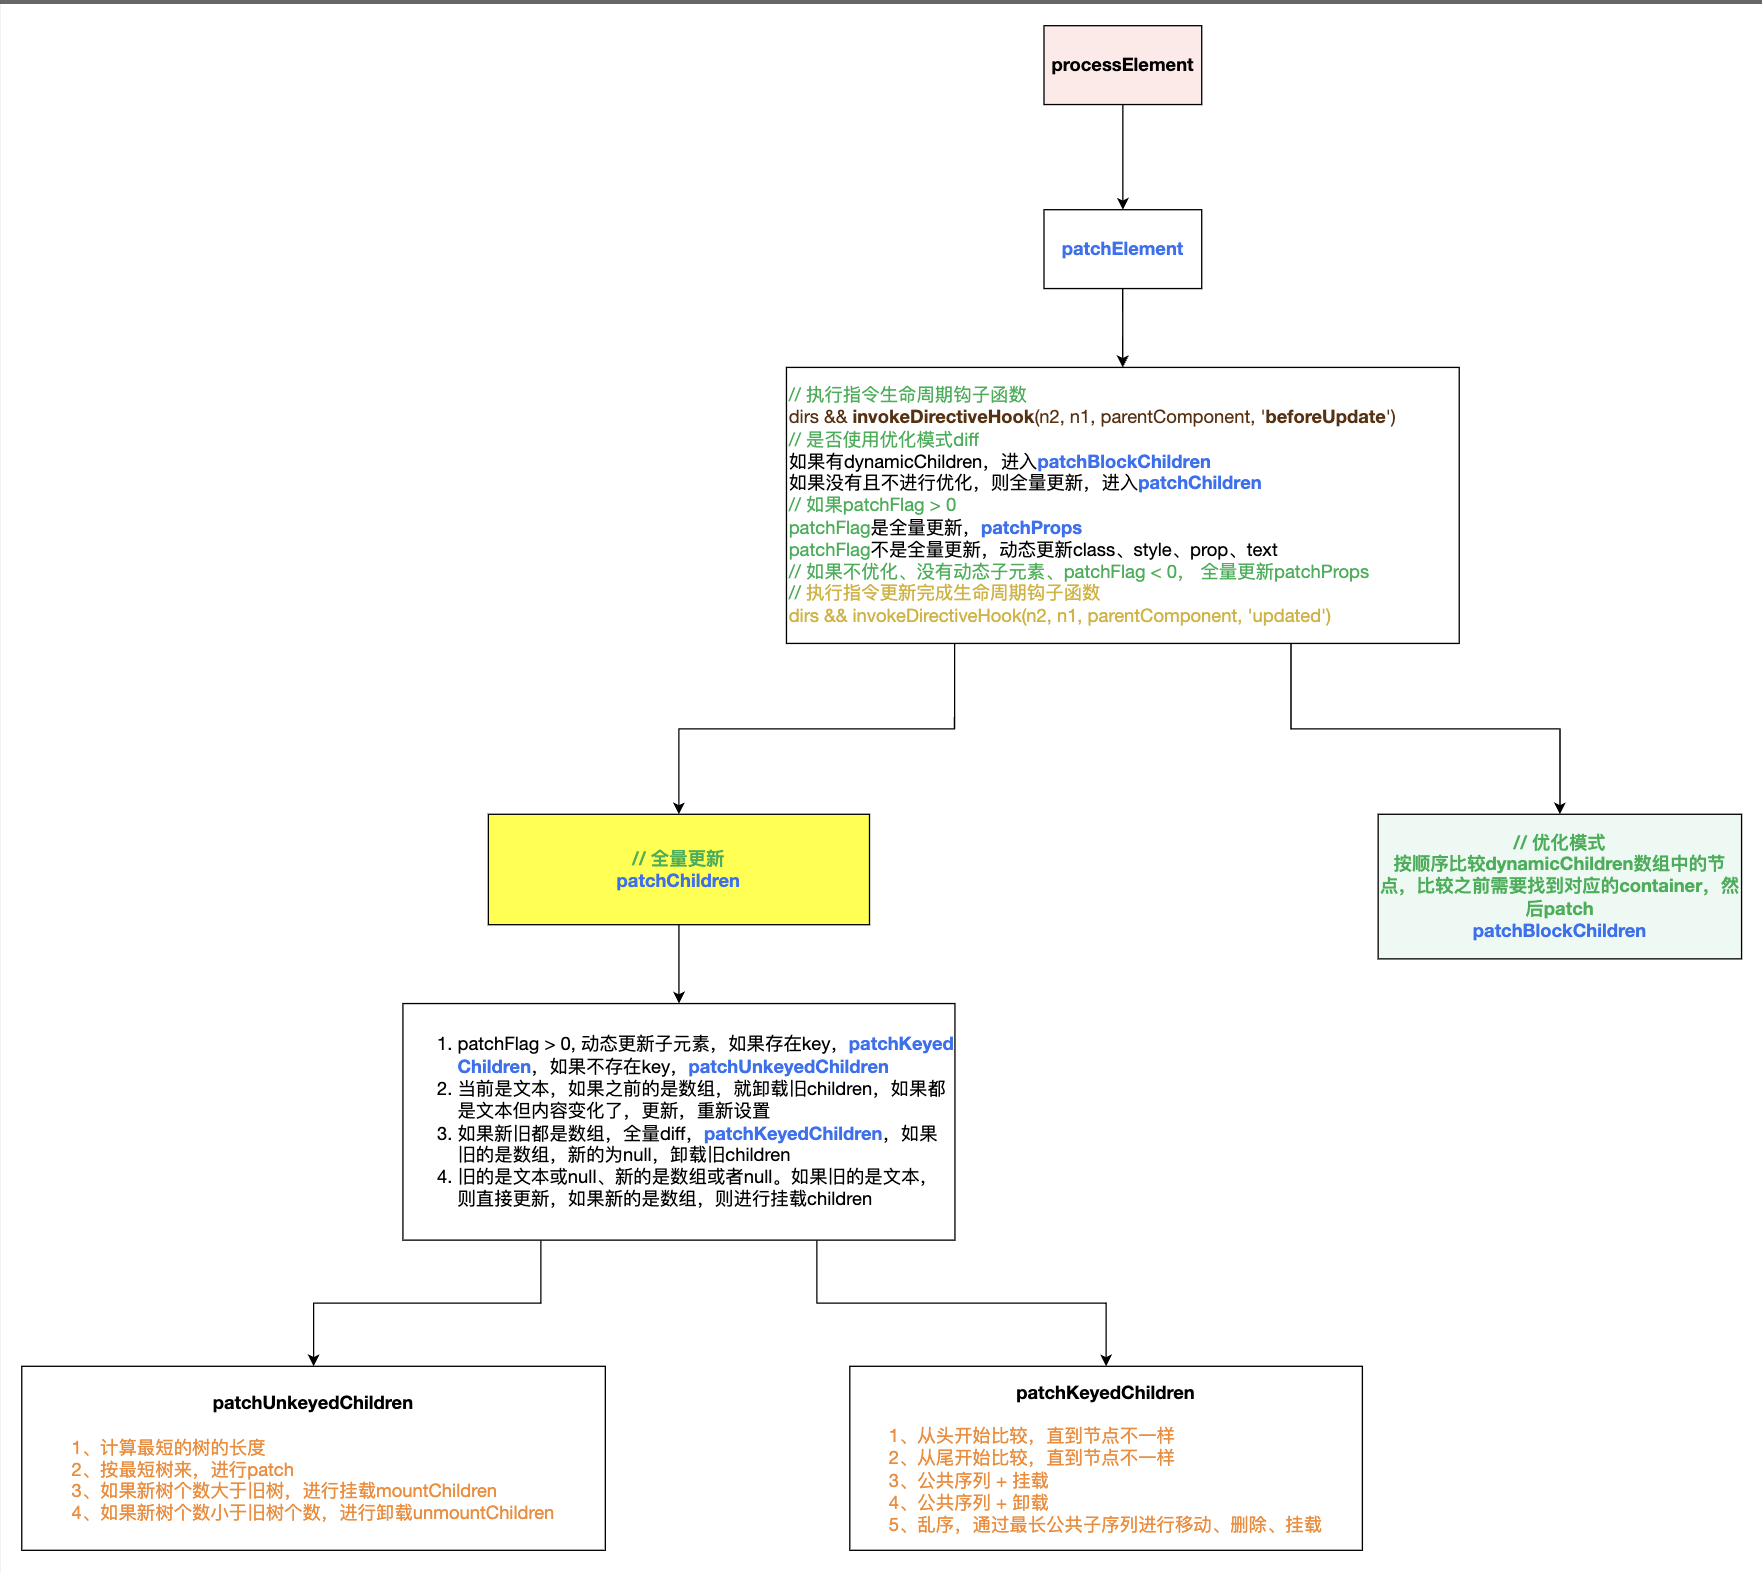 processElement
patchElement
// 执行指令生命周期钩子函数
dirs && invokeDirectiveHook(n2, n1, parentComponent, 'beforeUpdate')
// 是否使用优化模式diff
如果有dynamicChildren，进入patchBlockChildren
如果没有且不进行优化，则全量更新，进入patchChildren
// 如果patchFlag > 0
patchFlag是全量更新，patchProps
patchFlag不是全量更新，动态更新class、style、prop、text
// 如果不优化、没有动态子元素、patchFlag < 0， 全量更新patchProps
// 执行指令更新完成生命周期钩子函数
dirs && invokeDirectiveHook(n2, n1, parentComponent, 'updated')
// 全量更新
patchChildren
// 优化模式
按顺序比较dynamicChildren数组中的节
点，比较之前需要找到对应的container，然
后patch
patchBlockChildren
1. patchFlag > 0, 动态更新子元素，如果存在key，patchKeyed
Children，如果不存在key，patchUnkeyedChildren
2. 当前是文本，如果之前的是数组，就卸载旧children，如果都
是文本但内容变化了，更新，重新设置
3. 如果新旧都是数组，全量diff，patchKeyedChildren，如果
旧的是数组，新的为null，卸载旧children
4. 旧的是文本或null、新的是数组或者null。如果旧的是文本，
则直接更新，如果新的是数组，则进行挂载children
patchUnkeyedChildren
1、计算最短的树的长度
2、按最短树来，进行patch
3、如果新树个数大于旧树，进行挂载mountChildren
4、如果新树个数小于旧树个数，进行卸载unmountChildren
patchKeyedChildren
1、从头开始比较，直到节点不一样
2、从尾开始比较，直到节点不一样
3、公共序列 + 挂载
4、公共序列 + 卸载
5、乱序，通过最长公共子序列进行移动、删除、挂载